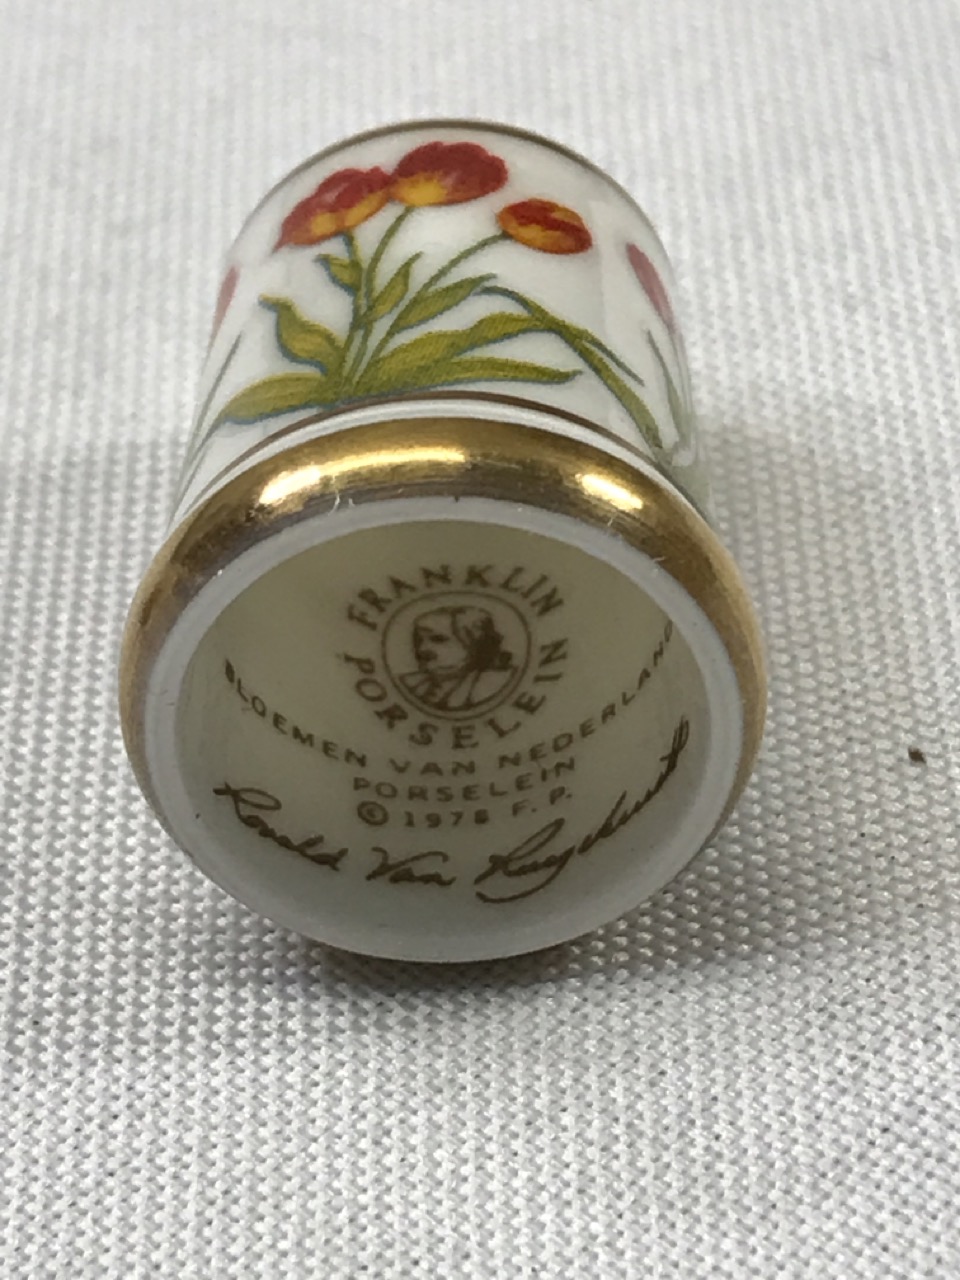 FRANKLIN
PORSELEIN
BLOEMEN VAN NEDERLAND
PORSELEIN
© 1978 F.P.
Ronald Van Ruyckevelt